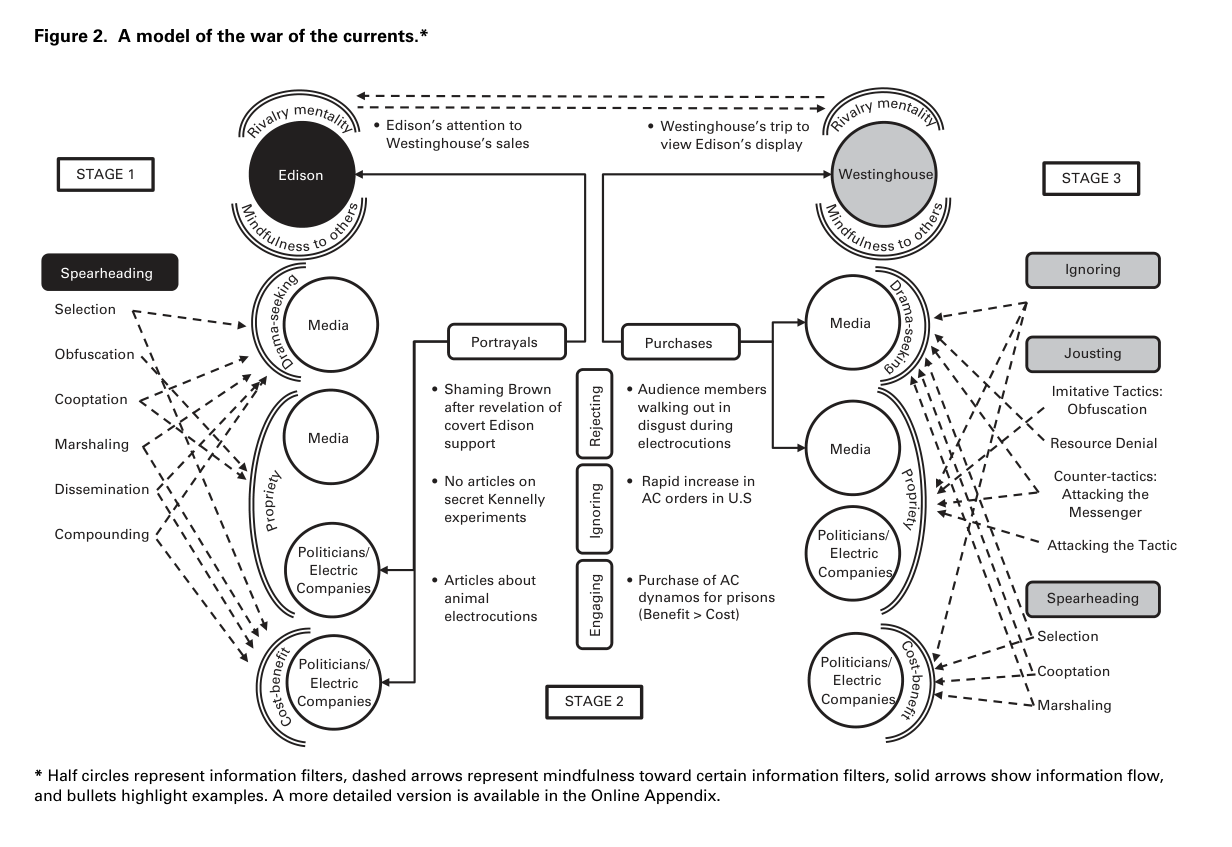 Figure 2. A model of the war of the currents.*
Rivalry mentality
Edison
Mindfulness to others
• Edison's attention to
Westinghouse's sales
• Westinghouse's trip to
view Edison's display
Rivalry mentality
Westinghouse
Mindfulness to others
STAGE 1
Spearheading
Selection
Obfuscation
Cooptation
Marshaling
Dissemination
Compounding
Drama-seeking
Media
Propriety
Media
Politicians/
Electric
Companies
Cost-benefit
Politicians/
Electric
Companies
Portrayals
• Shaming Brown
after revelation of
covert Edison
support
• No articles on
secret Kennelly
experiments
• Articles about
animal
electrocutions
Rejecting
Ignoring
Engaging
STAGE 2
Purchases
• Audience members
walking out in
disgust during
electrocutions
• Rapid increase in
AC orders in U.S
• Purchase of AC
dynamos for prisons
(Benefit > Cost)
Media
Drama-seeking
Media
Propriety
Politicians/
Electric
Companies
Politicians/
Electric
Companies
Cost-benefit
STAGE 3
Ignoring
Jousting
Imitative Tactics:
Obfuscation
Resource Denial
Counter-tactics:
Attacking the
Messenger
Attacking the Tactic
Spearheading
Selection
Cooptation
Marshaling
* Half circles represent information filters, dashed arrows represent mindfulness toward certain information filters, solid arrows show information flow,
and bullets highlight examples. A more detailed version is available in the Online Appendix.